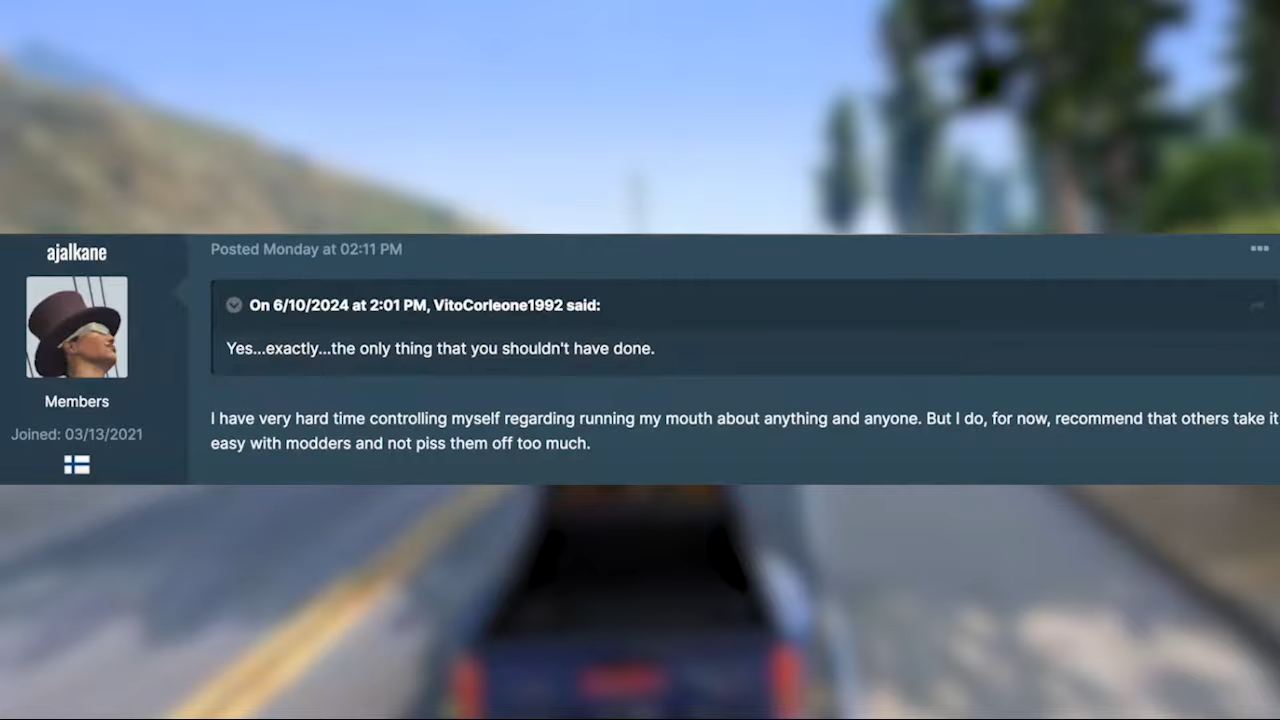 ajalkane
Posted Monday at 02:11 PM
On 6/10/2024 at 2:01 PM, VitoCorleone1992 said:
Yes...exactly...the only thing that you shouldn't have done.
Members
Joined: 03/13/2021
I have very hard time controlling myself regarding running my mouth about anything and anyone. But I do, for now, recommend that others take it
easy with modders and not piss them off too much.